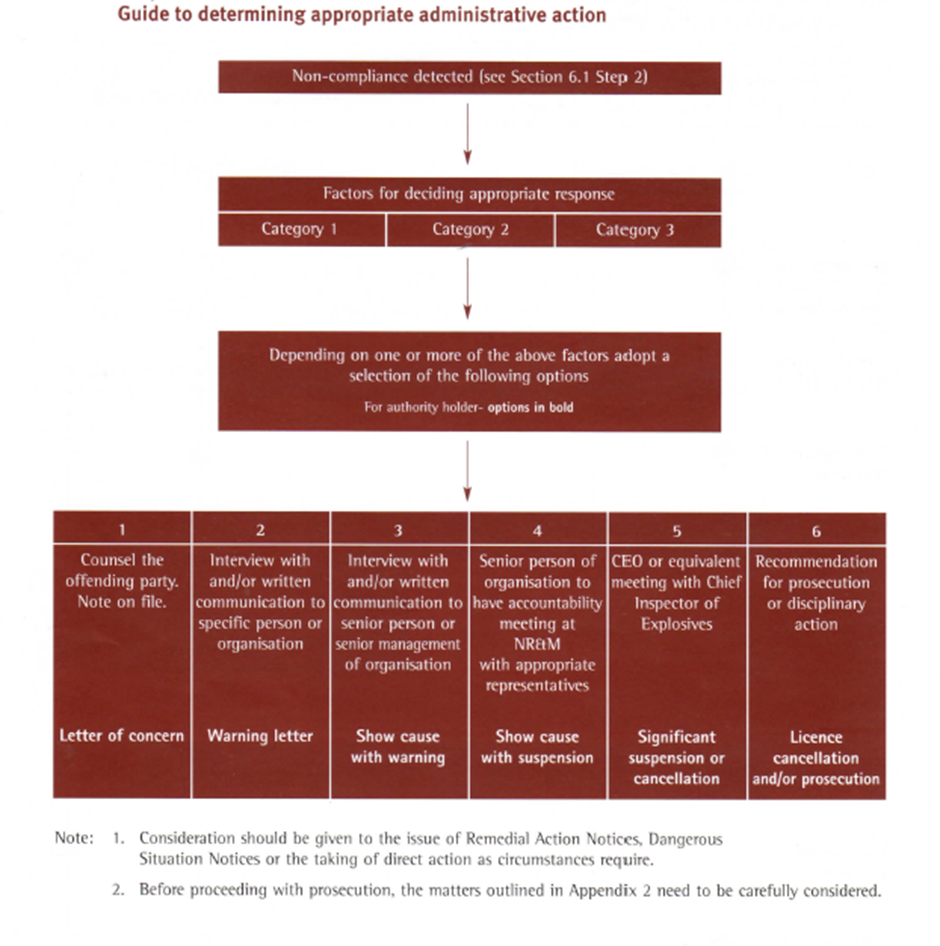 Guide to determining appropriate administrative action
Non-compliance detected (see Section 6.1 Step 2)
Factors for deciding appropriate response
Category 1
Category 2
Category 3
Depending on one or more of the above factors adopt a
selection of the following options
For authority holder- options in bold
1
Counsel the
offending party.
Note on file.
Letter of concern
2
Interview with
and/or written
communication to
specific person or
organisation
Warning letter
3
Interview with
and/or written
communication to
senior person or
senior management
of organisation
Show cause
with warning
4
Senior person of
organisation to
have accountability
meeting at
NR&M
with appropriate
representatives
Show cause
with suspension
5
CEO or equivalent
meeting with Chief
Inspector of
Explosives
Significant
suspension or
cancellation
6
Recommendation
for prosecution
or disciplinary
action
Licence
cancellation
and/or prosecution
Note: 1. Consideration should be given to the issue of Remedial Action Notices, Dangerous
Situation Notices or the taking of direct action as circumstances require.
2. Before proceeding with prosecution, the matters outlined in Appendix 2 need to be carefully considered.